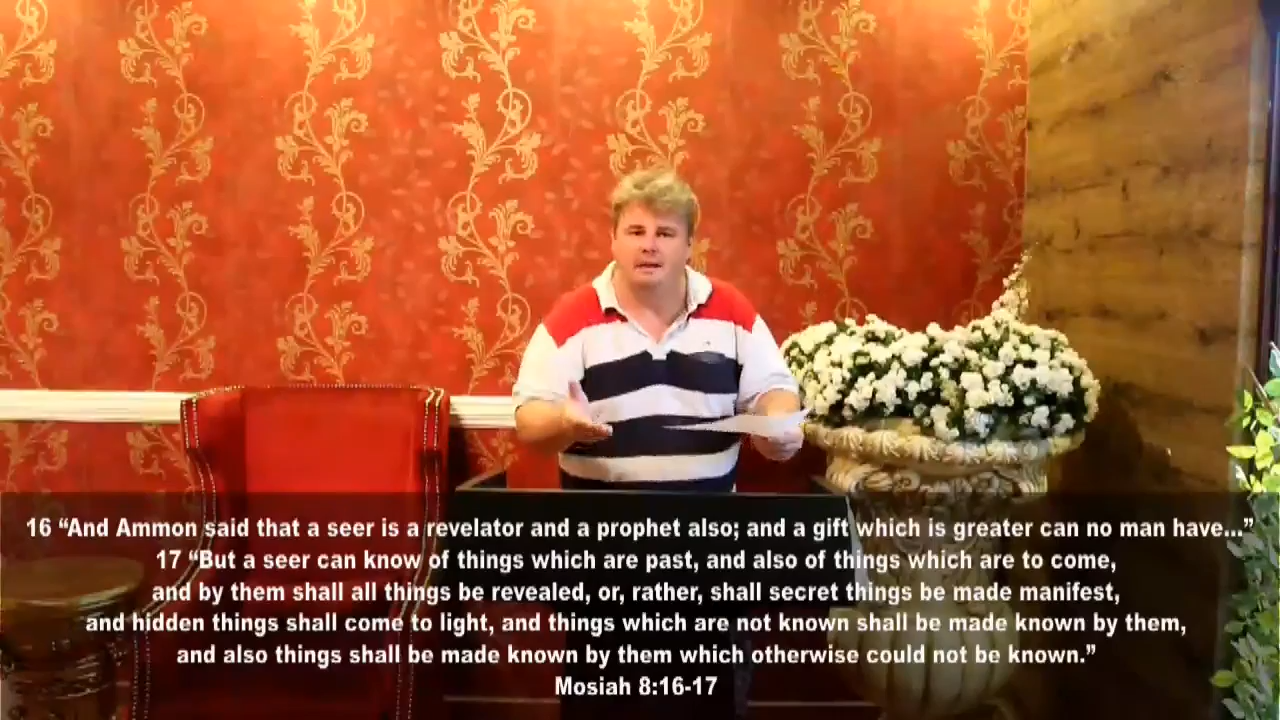 16 “And Ammon said that a seer is a revelator and a prophet also; and a gift which is greater can no man have...”
17 “But a seer can know of things which are past, and also of things which are to come,
and by them shall all things be revealed, or, rather, shall secret things be made manifest,
and hidden things shall come to light, and things which are not known shall be made known by them,
and also things shall be made known by them which otherwise could not be known.”
Mosiah 8:16-17